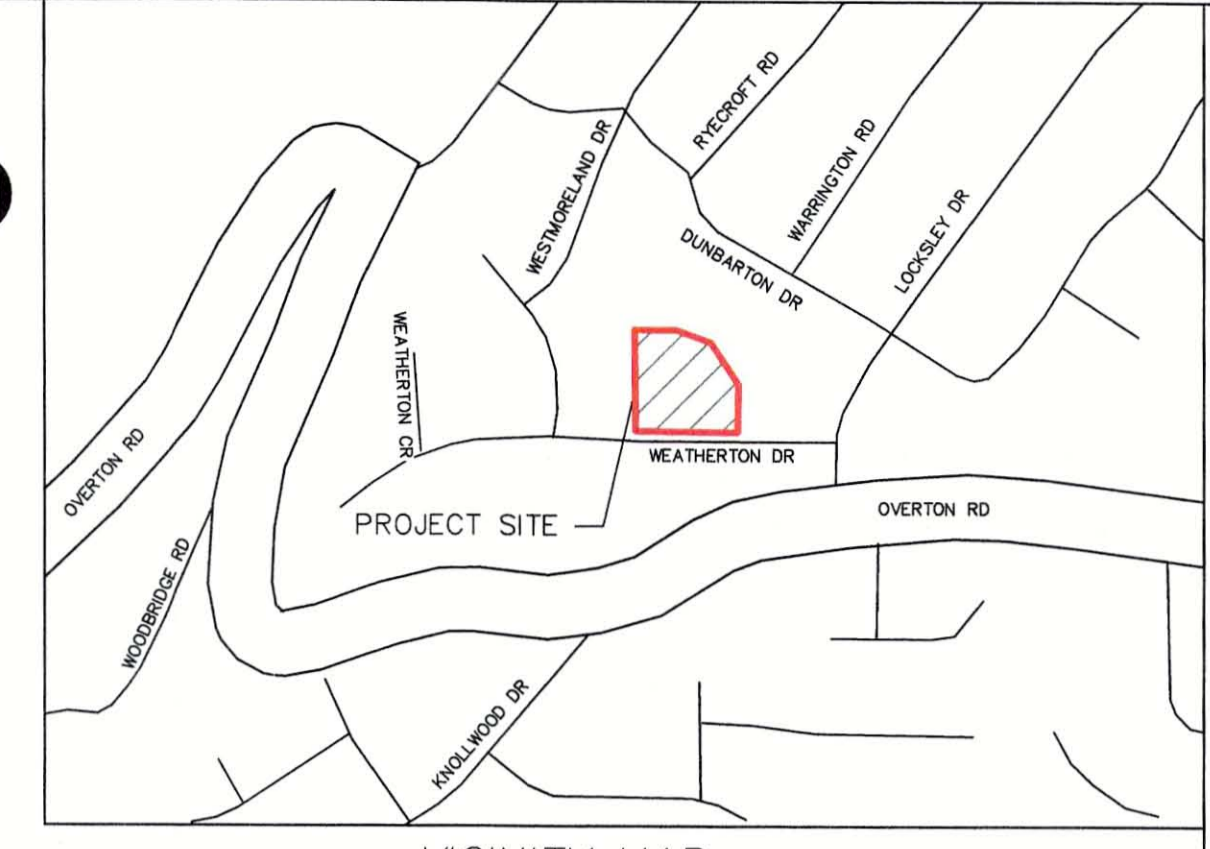 RYECROFT RD
WESTMORELAND DR
WARRINGTON RD
LOCKSLEY DR
DUNBARTON DR
WEATHERTON CR
OVERTON RD
WEATHERTON DR
PROJECT SITE
OVERTON RD
WOODBRIDGE RD
KNOLLWOOD DR